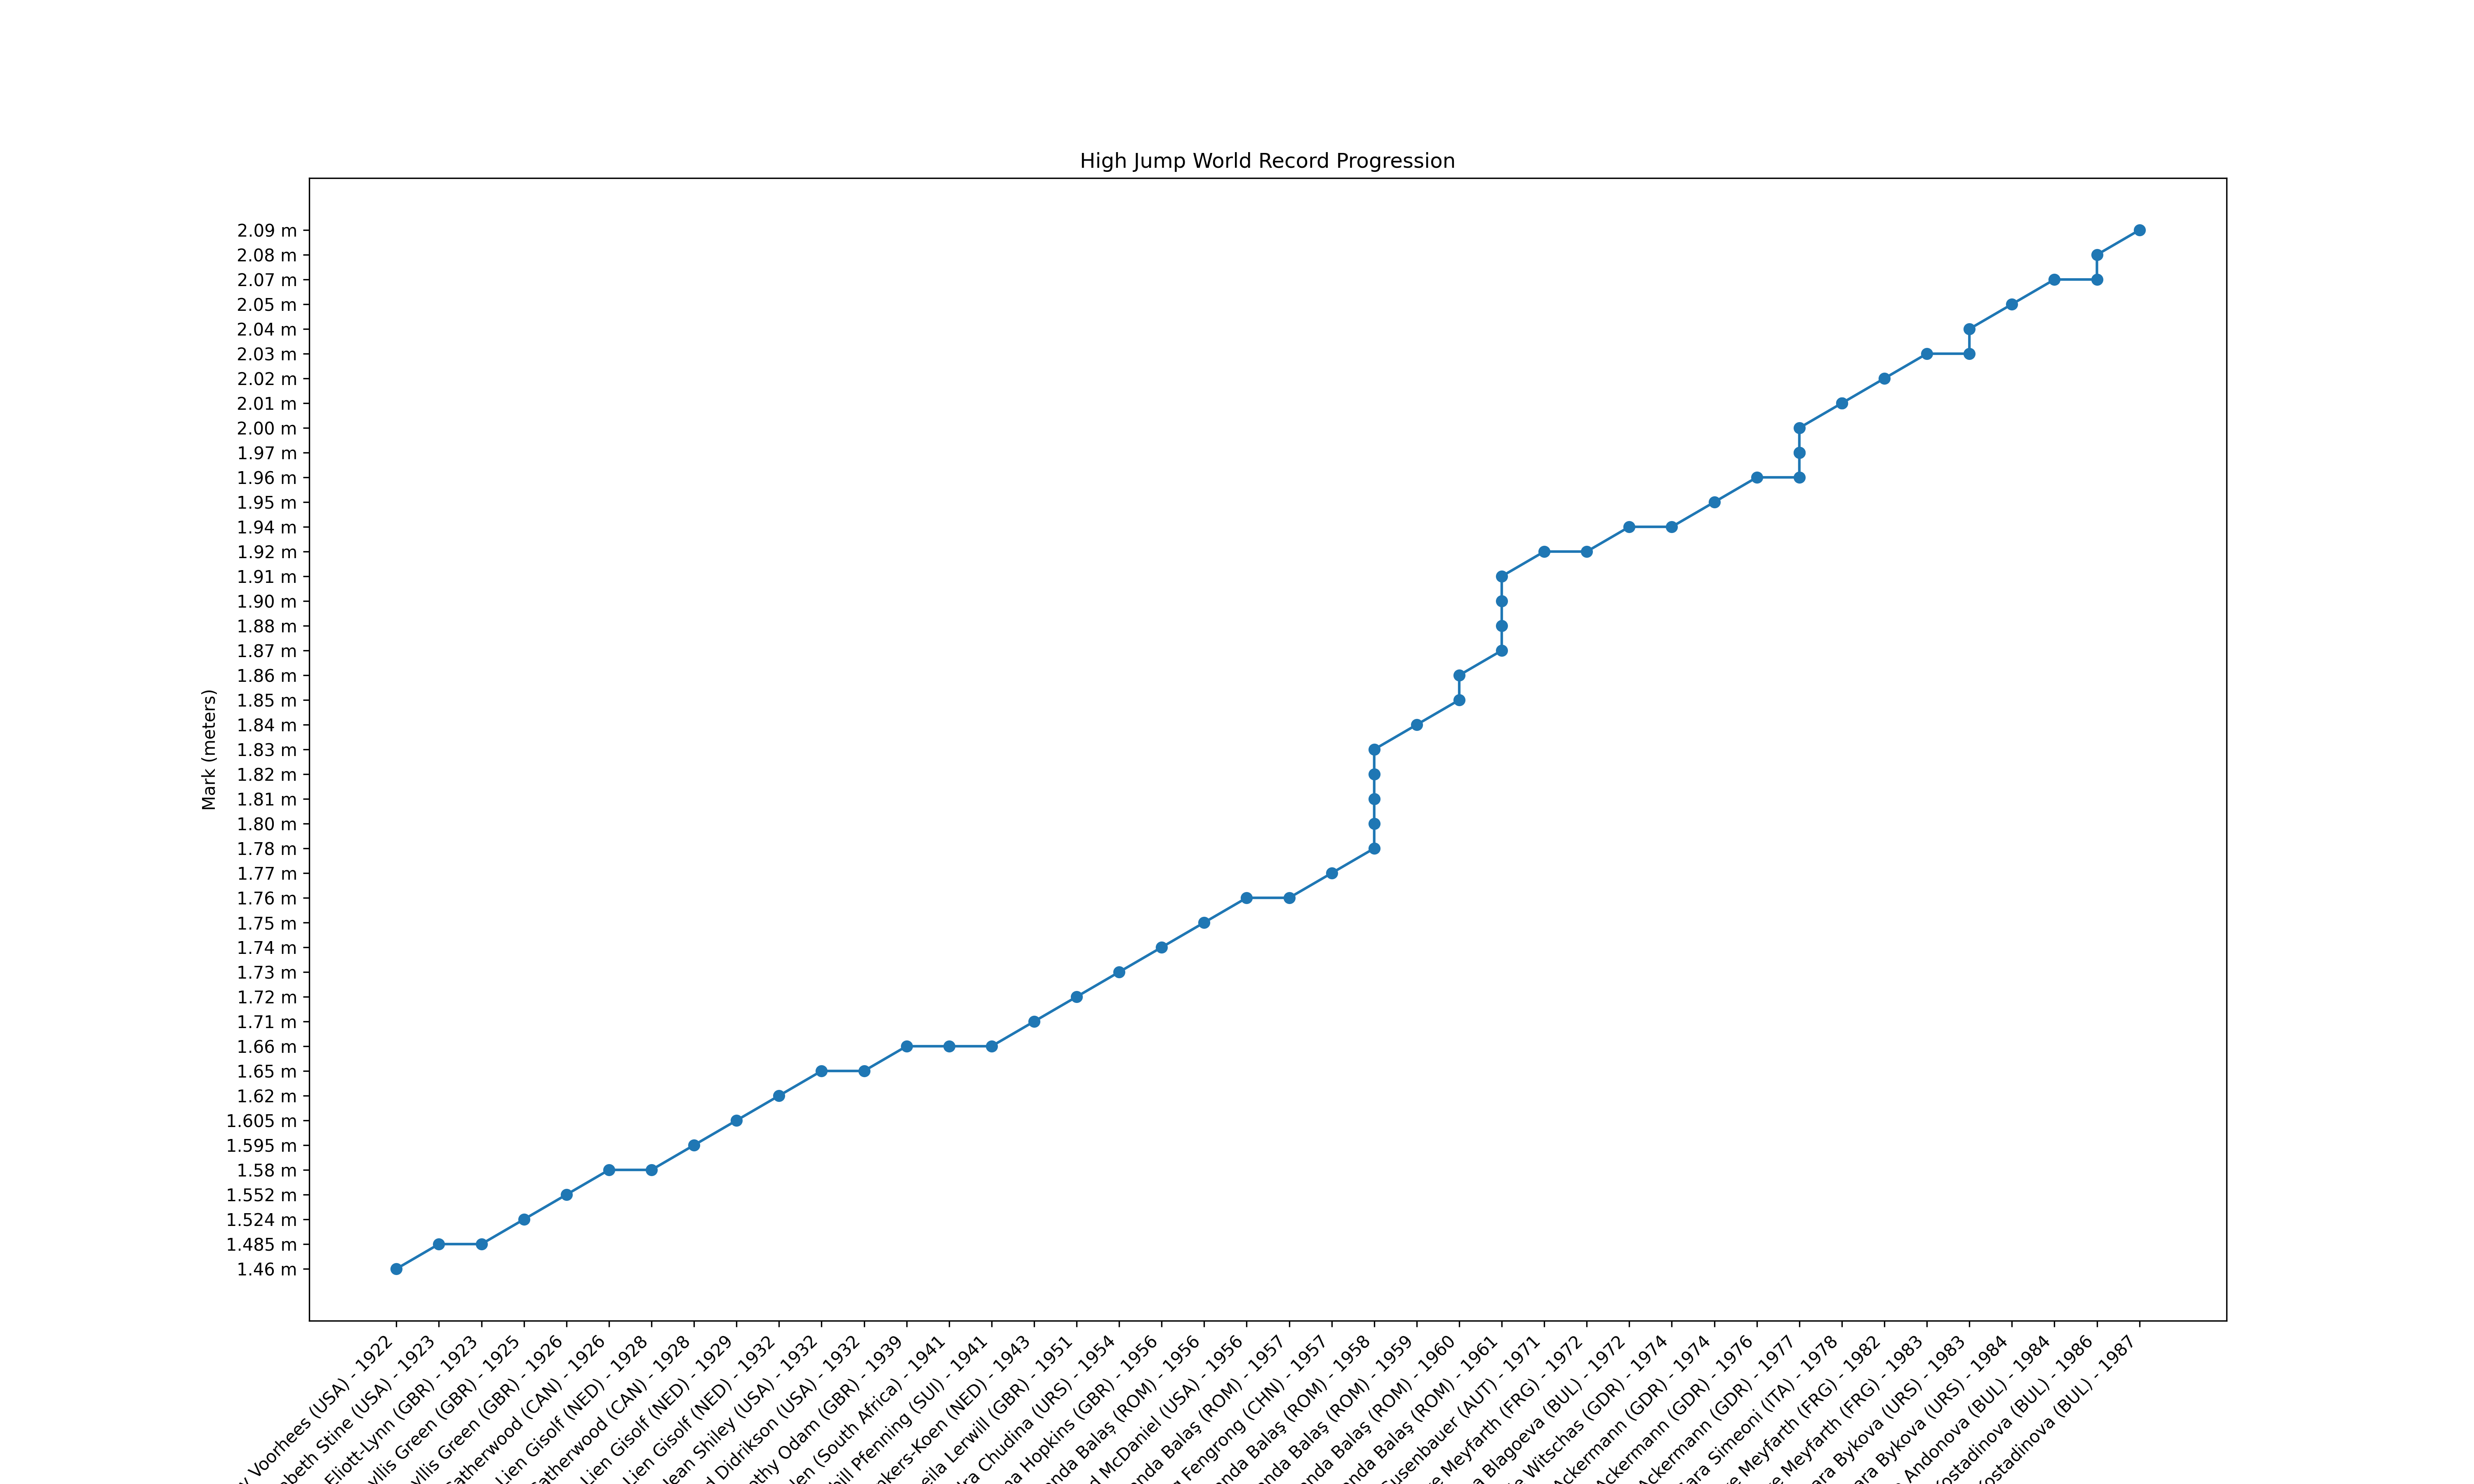 High Jump World Record Progression
Mark (meters)
2.09 m
2.08 m
2.07 m
2.05 m
2.04 m
2.03 m
2.02 m
2.01 m
2.00 m
1.97 m
1.96 m
1.95 m
1.94 m
1.92 m
1.91 m
1.90 m
1.88 m
1.87 m
1.86 m
1.85 m
1.84 m
1.83 m
1.82 m
1.81 m
1.80 m
1.78 m
1.77 m
1.76 m
1.75 m
1.74 m
1.73 m
1.72 m
1.71 m
1.66 m
1.65 m
1.62 m
1.605 m
1.595 m
1.58 m
1.552 m
1.524 m
1.485 m
1.46 m
Voorhees (USA) - 1922
Stine (USA) - 1923
Eliott-Lynn (GBR) - 1923
Green (GBR) - 1925
Green (GBR) - 1926
(CAN) - 1926
Lien Gisolf (NED) - 1928
(CAN) - 1928
Lien Gisolf (NED) - 1929
Lien Gisolf (NED) - 1932
Shiley (USA) - 1932
Didrikson (USA) - 1932
Odam (GBR) - 1939
(South Africa) - 1941
Pfenning (SUI) - 1941
(NED) - 1943
Lerwill (GBR) - 1951
Chudina (URS) - 1954
Hopkins (GBR) - 1956
Balaş (ROM) - 1956
McDaniel (USA) - 1956
Balaş (ROM) - 1957
Fengrong (CHN) - 1957
Balaş (ROM) - 1958
Balaş (ROM) - 1959
Balaş (ROM) - 1960
Balaş (ROM) - 1961
(AUT) - 1971
Meyfarth (FRG) - 1972
Blagoeva (BUL) - 1972
Witschas (GDR) - 1974
Ackermann (GDR) - 1974
Ackermann (GDR) - 1976
Ackermann (GDR) - 1977
Simeoni (ITA) - 1978
Meyfarth (FRG) - 1982
Meyfarth (FRG) - 1983
Bykova (URS) - 1983
Bykova (URS) - 1984
Andonova (BUL) - 1984
(BUL) - 1986
(BUL) - 1987